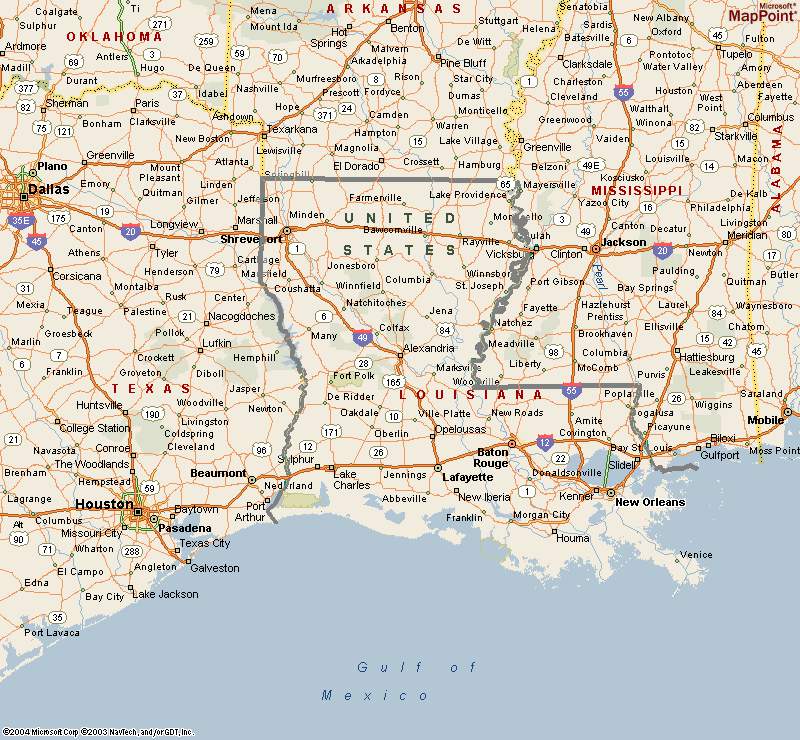 Microsoft®
MapPoint®
ARKANSAS
OKLAHOMA
Ardmore
Madill
Atoka
Antlers
Durant
Hugo
De Queen
Idabel
Mena
Mount Ida
Hot Springs
Malvern
Benton
Arkadelphia
Murfreesboro
Prescott
Nashville
Hope
Ashdown
Texarkana
Lewisville
Magnolia
El Dorado
Camden
Hampton
Fordyce
Rison
Pine Bluff
Star City
De Witt
Stuttgart
Helena
Dumas
Monticello
Warren
Lake Village
Crossett
Hamburg
Senatobia
Batesville
Sardis
Clarksdale
Charleston
Cleveland
Greenville
Belzoni
Mayersville
New Albany
Oxford
Pontotoc
Water Valley
Tupelo
Fulton
Amory
Houston
Aberdeen
Fayette
Walthall
Winona
West Point
Columbus
Starkville
Vaiden
Kosciusko
Louisville
Macon
MISSISSIPPI
Yazoo City
Philadelphia
De Kalb
ALABAMA
Canton
Decatur
Livingston
Meridian
Newton
Jackson
Clinton
Vicksburg
Port Gibson
Pearl
Paulding
Quitman
Butler
Bay Springs
Hazlehurst
Prentiss
Laurel
Waynesboro
Fayette
Brookhaven
Ellisville
Natchez
Meadville
Columbia
Hattiesburg
Leakesville
Liberty
McComb
Purvis
Woodville
Wiggins
Saraland
Mobile
Picayune
Biloxi
Gulfport
Moss Point
Sherman
Bonham
Paris
Clarksville
New Boston
Plano
Greenville
Mount Pleasant
Atlanta
Dallas
Emory
Quitman
Linden
Gilmer
Jefferson
Marshall
Canton
Longview
Tyler
Athens
Henderson
Carthage
Corsicana
Mexia
Teague
Palestine
Rusk
Center
Groesbeck
Marlin
Nacogdoches
Pollok
Lufkin
Crockett
Diboll
Hemphill
Franklin
Groveton
TEXAS
Huntsville
Woodville
Jasper
Livingston
Newton
College Station
Coldspring
Cleveland
Navasota
Conroe
The Woodlands
Brenham
Hempstead
Beaumont
Nederland
Port Arthur
Lagrange
Houston
Baytown
Columbus
Pasadena
Missouri City
Texas City
Wharton
El Campo
Angleton
Galveston
Edna
Bay City
Lake Jackson
Port Lavaca
UNITED
STATES
Springhill
Minden
Farmerville
Lake Providence
Shreveport
Rayville
Mansfield
Coushatta
Jonesboro
Winnfield
Columbia
Winnsboro
St. Joseph
Natchitoches
Many
Colfax
Jena
Alexandria
Marksville
Fort Polk
De Ridder
LOUISIANA
Oakdale
Ville Platte
New Roads
Oberlin
Opelousas
Baton Rouge
Amite
Covington
Sulphur
Lake Charles
Jennings
Lafayette
Donaldsonville
Slidell
Abbeville
New Iberia
Kenner
New Orleans
Franklin
Morgan City
Houma
Venice
Gulf of
Mexico
©2004 Microsoft Corp ©2003 NavTech, and/or GDT, Inc.